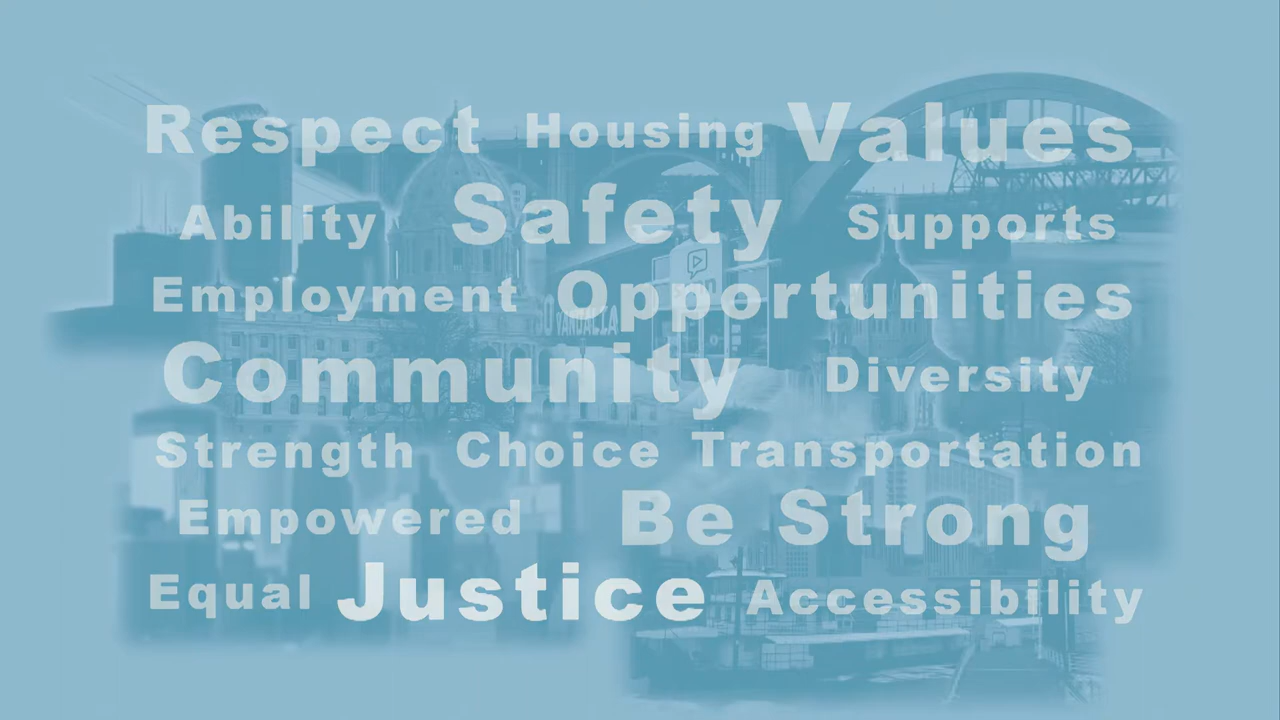 Respect Housing Values
Ability Safety Supports
Employment Opportunities
Community Diversity
Strength Choice Transportation
Empowered Be Strong
Equal Justice Accessibility